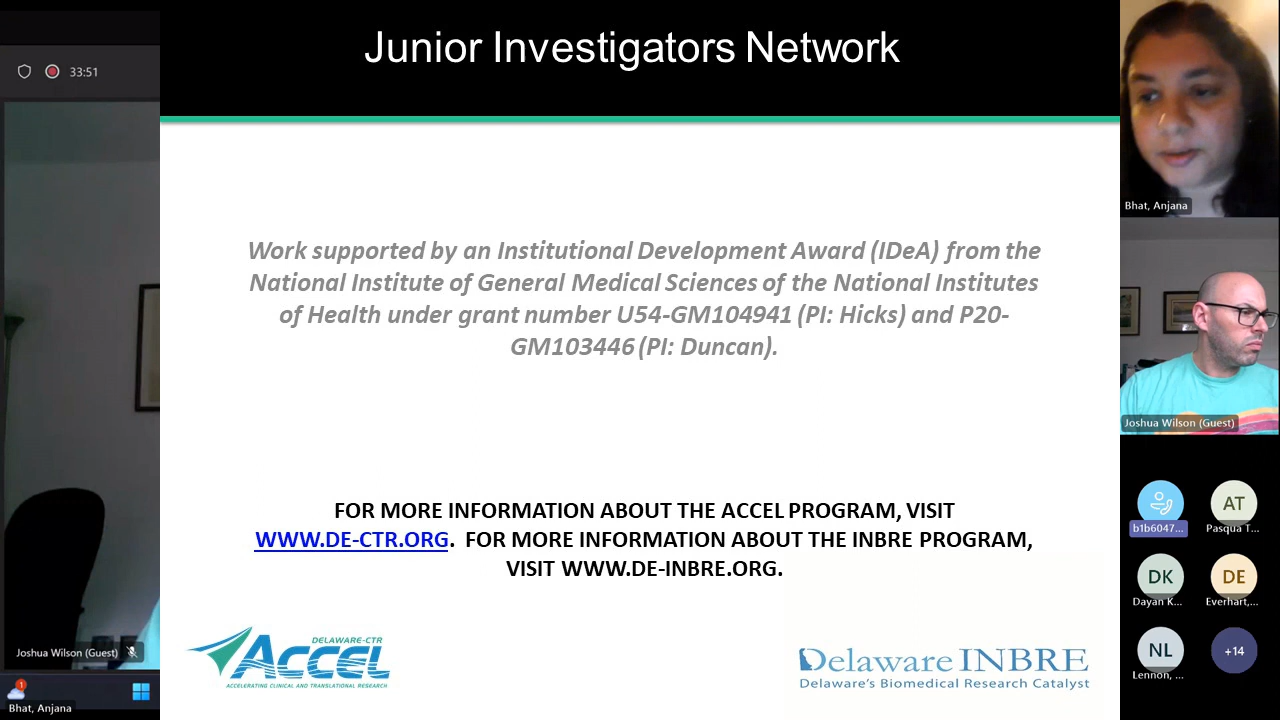 Junior Investigators Network
33:51
Work supported by an Institutional Development Award (IDeA) from the
National Institute of General Medical Sciences of the National Institutes
of Health under grant number U54-GM104941 (PI: Hicks) and P20-
GM103446 (PI: Duncan).
FOR MORE INFORMATION ABOUT THE ACCEL PROGRAM, VISIT
WWW.DE-CTR.ORG. FOR MORE INFORMATION ABOUT THE INBRE PROGRAM,
VISIT WWW.DE-INBRE.ORG.
DELAWARE-CTR
ACCEL
ACCELERATING CLINICAL AND TRANSLATIONAL RESEARCH
Delaware INBRE
Delaware's Biomedical Research Catalyst
Joshua Wilson (Guest)
1
Bhat, Anjana
Bhat, Anjana
Joshua Wilson (Guest)
b1b6047...
AT
Pasqua T...
DK
Dayan K...
DE
Everhart,...
NL
Lennon, ...
+14